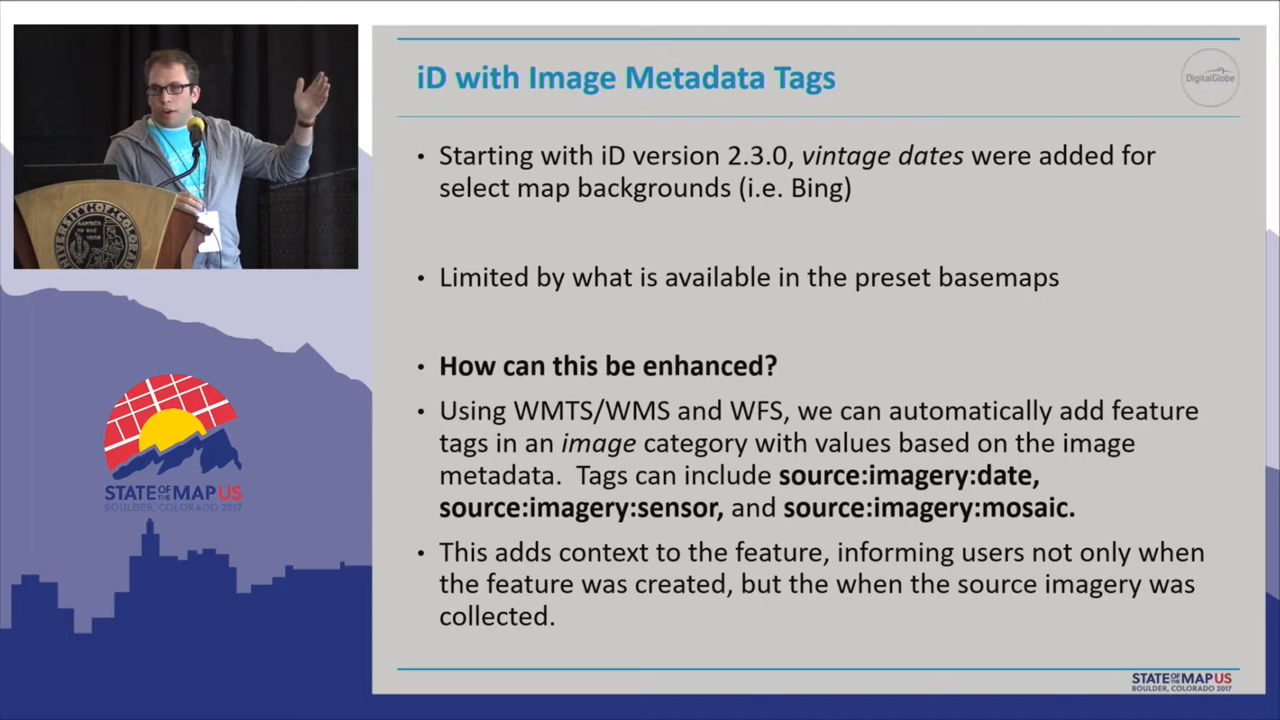 iD with Image Metadata Tags
DigitalGlobe
• Starting with iD version 2.3.0, vintage dates were added for
select map backgrounds (i.e. Bing)
• Limited by what is available in the preset basemaps
• How can this be enhanced?
• Using WMTS/WMS and WFS, we can automatically add feature
tags in an image category with values based on the image
metadata.  Tags can include source:imagery:date,
source:imagery:sensor, and source:imagery:mosaic.
• This adds context to the feature, informing users not only when
the feature was created, but the when the source imagery was
collected.
STATE OF THE MAP US
BOULDER, COLORADO 2017
STATE OF THE MAP US
BOULDER, COLORADO 2017